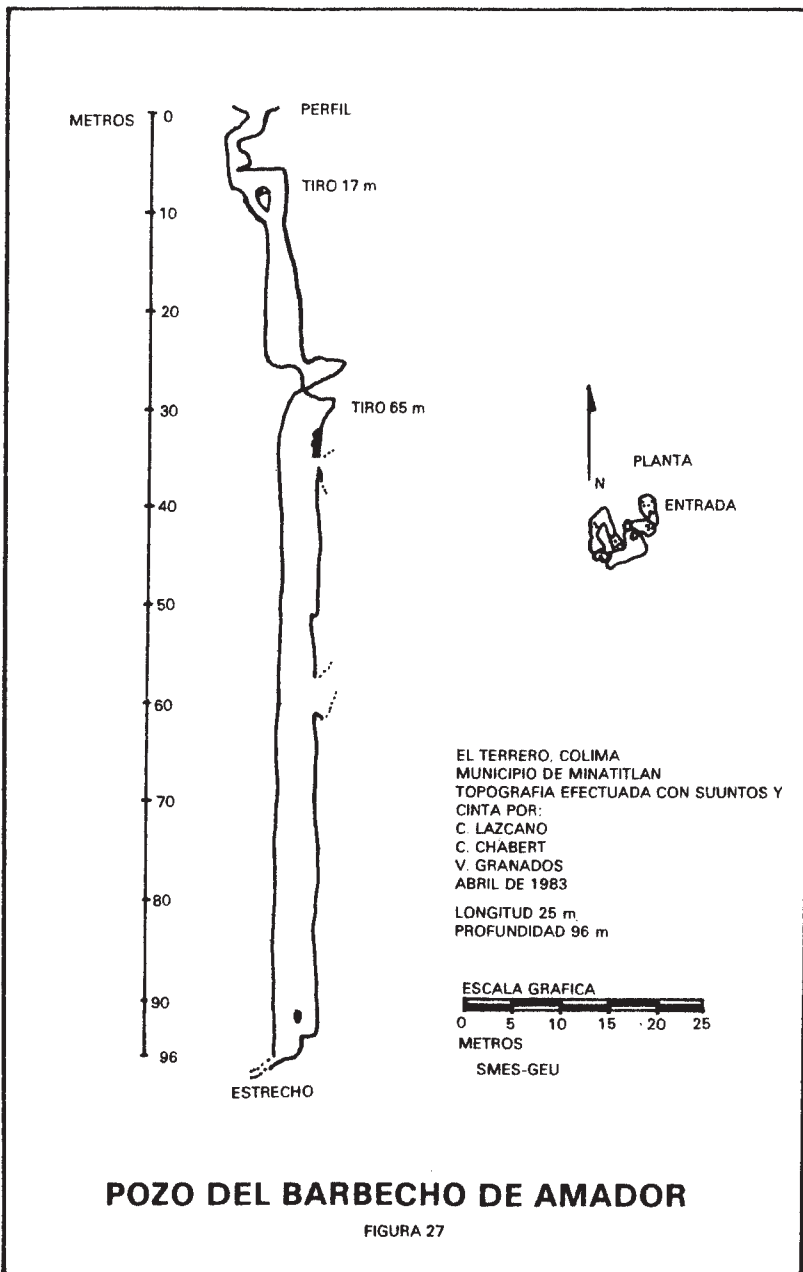 METROS
0
PERFIL
TIRO 17 m
10
20
30
TIRO 65 m
40
50
60
70
80
90
96
ESTRECHO
PLANTA
N
ENTRADA
EL TERRERO, COLIMA
MUNICIPIO DE MINATITLAN
TOPOGRAFIA EFECTUADA CON SUUNTOS Y
CINTA POR:
C. LAZCANO
C. CHABERT
V. GRANADOS
ABRIL DE 1983
LONGITUD 25 m
PROFUNDIDAD 96 m
ESCALA GRAFICA
0 5 10 15 20 25
METROS
SMES-GEU
POZO DEL BARBECHO DE AMADOR
FIGURA 27